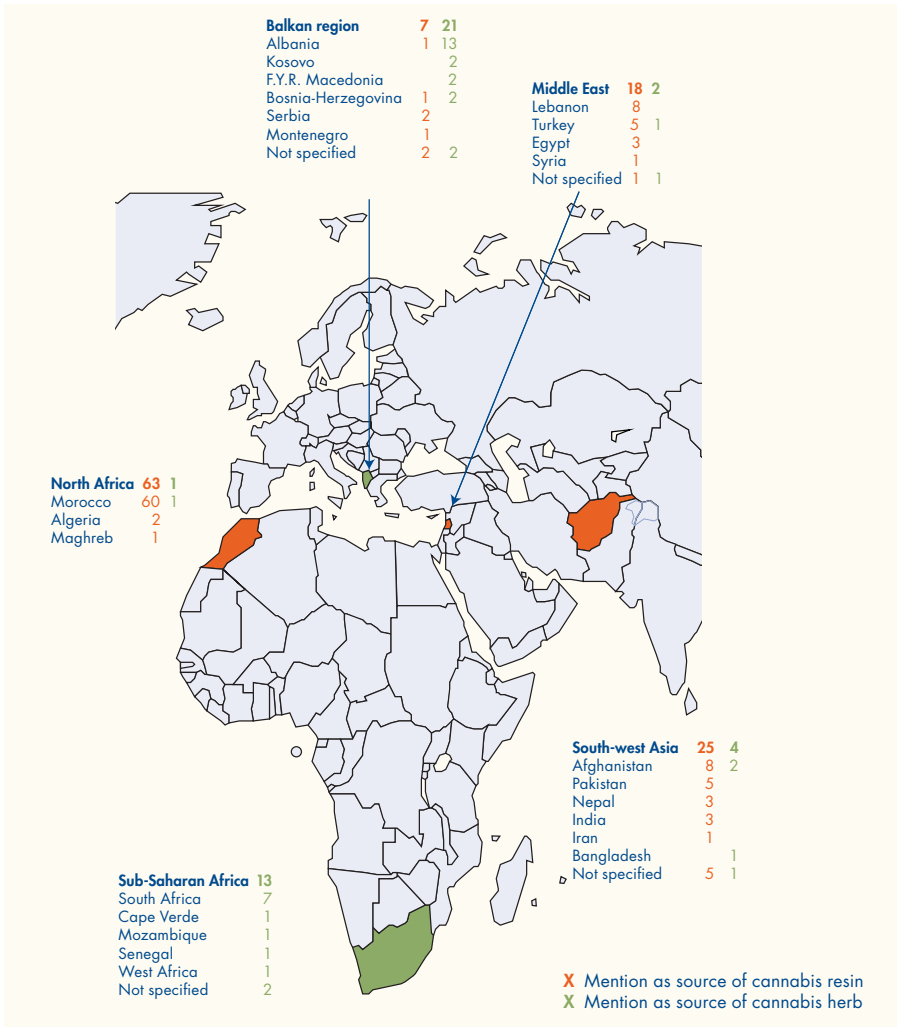 Balkan region 7 21
Albania 1 13
Kosovo 2
F.Y.R. Macedonia 2
Bosnia-Herzegovina 1 2
Serbia 2
Montenegro 1
Not specified 2 2
Middle East 18 2
Lebanon 8
Turkey 5 1
Egypt 3
Syria 1
Not specified 1 1
North Africa 63 1
Morocco 60 1
Algeria 2
Maghreb 1
South-west Asia 25 4
Afghanistan 8 2
Pakistan 5
Nepal 3
India 3
Iran 1
Bangladesh 1
Not specified 5 1
Sub-Saharan Africa 13
South Africa 7
Cape Verde 1
Mozambique 1
Senegal 1
West Africa 1
Not specified 2
X Mention as source of cannabis resin
X Mention as source of cannabis herb